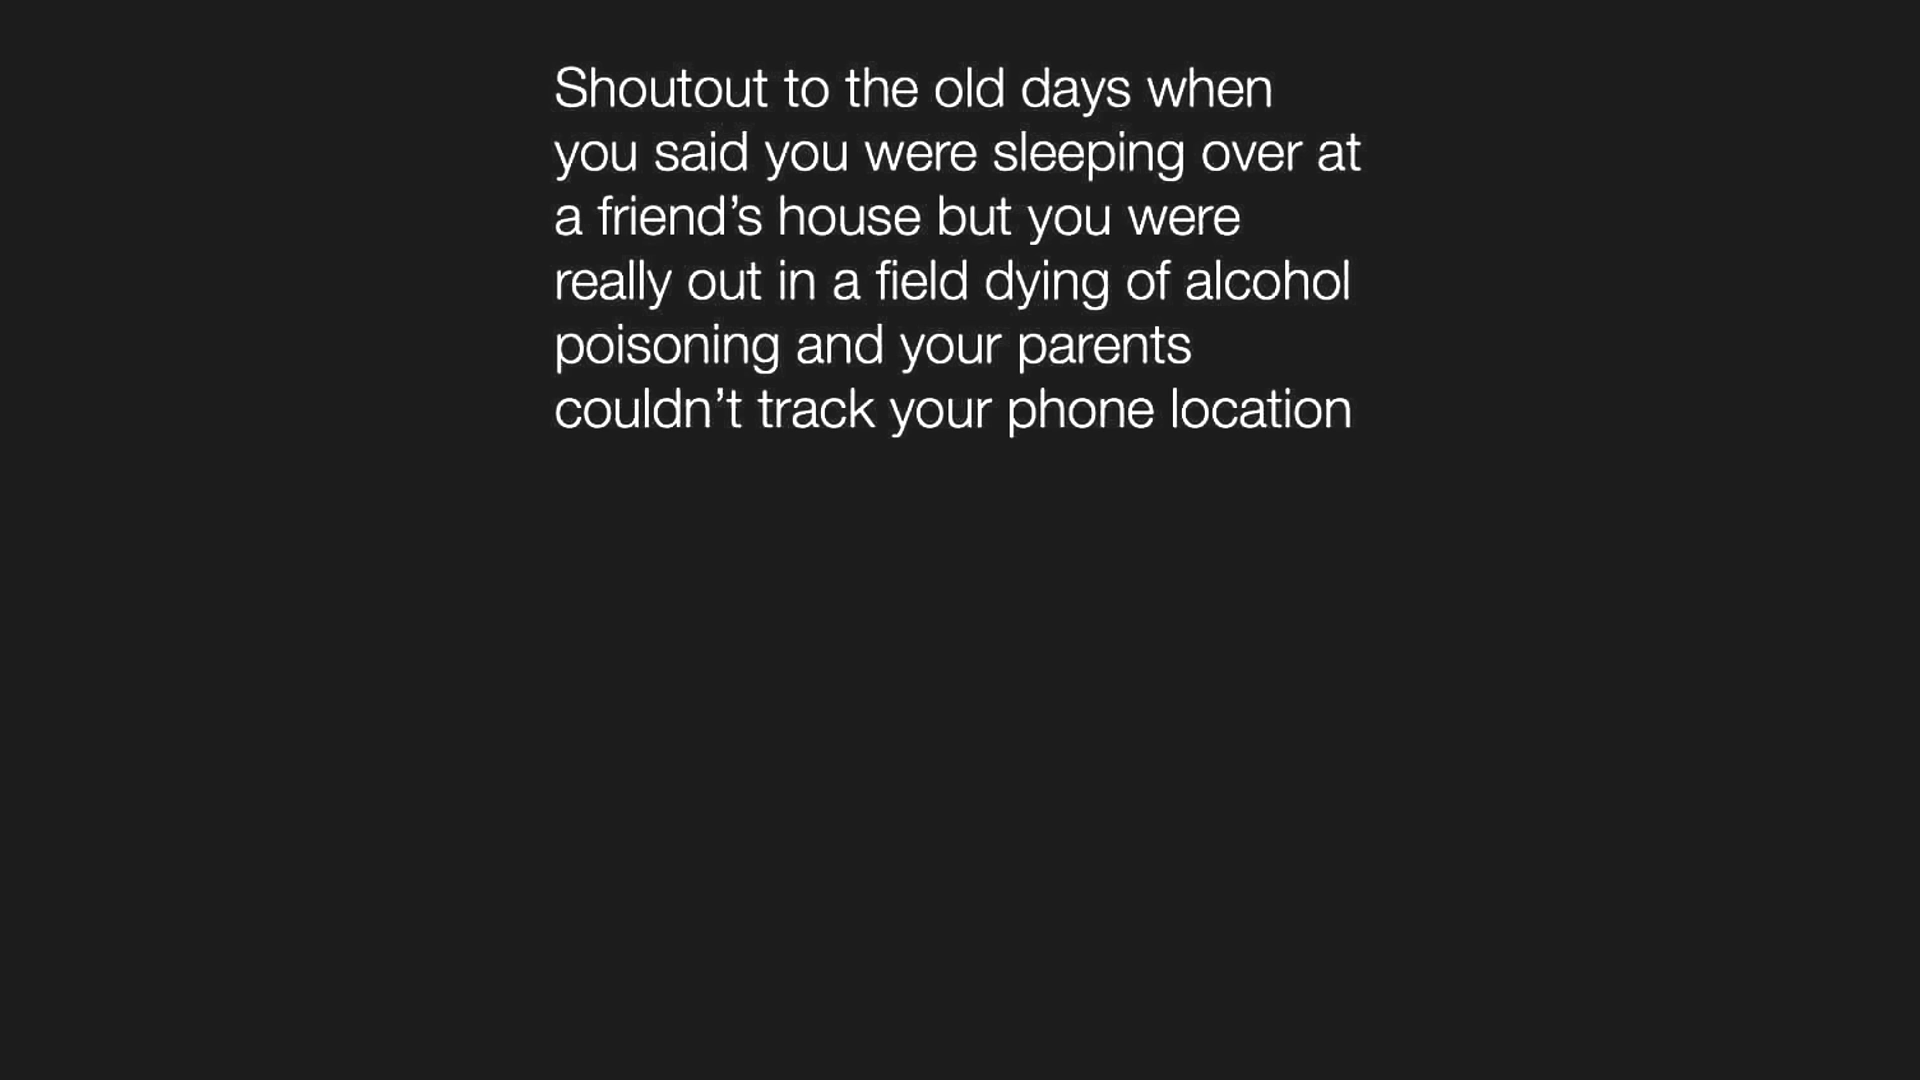 Shoutout to the old days when
you said you were sleeping over at
a friend’s house but you were
really out in a field dying of alcohol
poisoning and your parents
couldn’t track your phone location